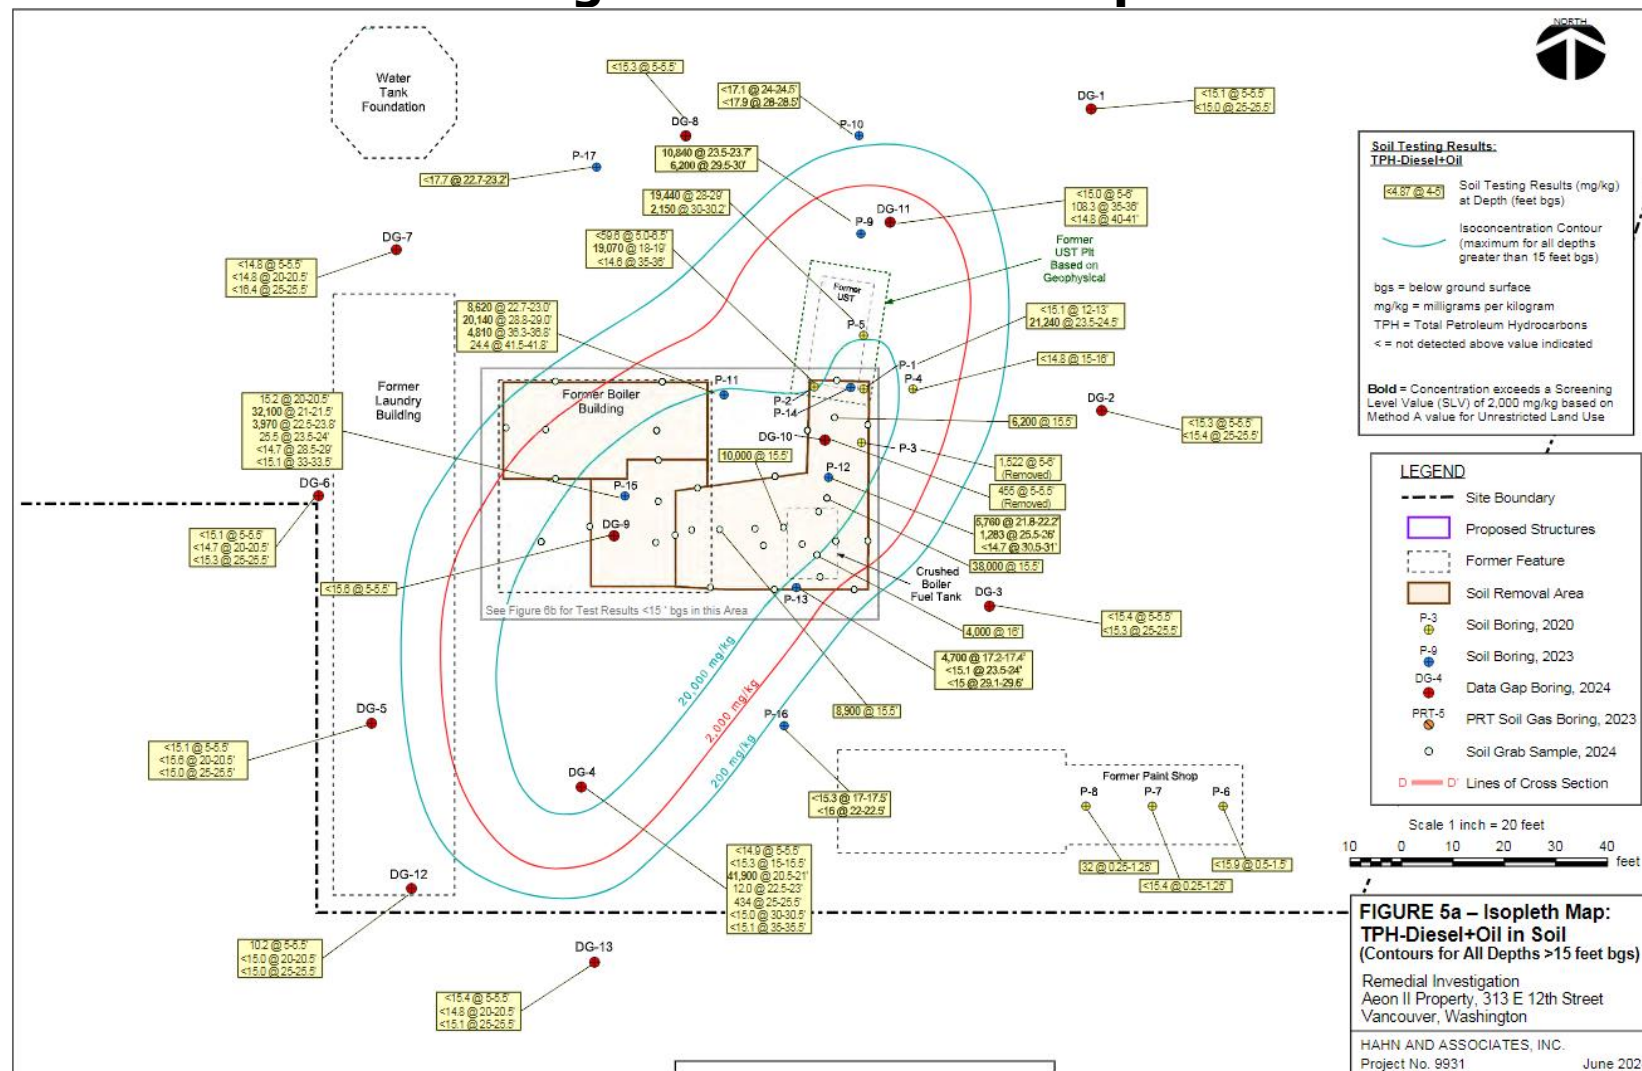 NORTH
Water
Tank
Foundation
<15.3 @ 5-5.5'
DG-8
<17.1 @ 24-24.5'
<17.9 @ 28-28.5'
P-10
DG-1
<15.1 @ 5-5.5'
<15.0 @ 25-25.5'
P-17
<17.7 @ 22.7-23.2'
10,840 @ 23.5-23.7'
6,200 @ 29.5-30'
P-9
19,440 @ 28-29'
2,150 @ 30-30.2'
DG-11
<15.0 @ 5-6'
108.3 @ 35-36'
<14.8 @ 40-41'
<59.6 @ 5.0-6.5'
19,070 @ 18-19'
<14.6 @ 35-36'
Former
UST Pit
Based on
Geophysical
Former
UST
DG-7
<14.8 @ 5-5.5'
<14.8 @ 20-20.5'
<16.4 @ 25-25.5'
8,620 @ 22.7-23.0'
20,140 @ 28.8-29.0'
4,810 @ 36.3-36.8'
24.4 @ 41.5-41.8'
P-5
<15.1 @ 12-13'
21,240 @ 23.5-24.5'
P-1
<14.8 @ 15-16'
P-4
P-11
P-2
P-14
Former Boiler
Building
Former
Laundry
Building
DG-2
<15.3 @ 5-5.5'
<15.4 @ 25-25.5'
15.2 @ 20-20.5'
32,100 @ 21-21.5'
3,970 @ 22.5-23.8'
25.5 @ 23.5-24'
<14.7 @ 28.5-29'
<15.1 @ 33-33.5'
6,200 @ 15.5'
DG-10
P-3
10,000 @ 15.5'
1,522 @ 5-6'
(Removed)
P-12
455 @ 5-5.5'
(Removed)
P-15
DG-6
<15.1 @ 5-5.5'
<14.7 @ 20-20.5'
<15.3 @ 25-25.5'
DG-9
<15.6 @ 5-5.5'
5,760 @ 21.8-22.2'
1,283 @ 25.5-26'
<14.7 @ 30.5-31'
38,000 @ 15.5'
Crushed
Boiler
Fuel Tank
P-13
See Figure 6b for Test Results <15 ' bgs in this Area
DG-3
<15.4 @ 5-5.5'
<15.3 @ 25-25.5'
4,000 @ 16'
4,700 @ 17.2-17.4'
<15.1 @ 23.5-24'
<15 @ 29.1-29.6'
8,900 @ 15.5'
20,000 mg/kg
2,000 mg/kg
200 mg/kg
P-16
<15.3 @ 17-17.5'
<16 @ 22-22.5'
DG-5
<15.1 @ 5-5.5'
<15.6 @ 20-20.5'
<15.0 @ 25-25.5'
DG-4
<14.9 @ 5-5.5'
<15.3 @ 15-15.5'
41,900 @ 20.5-21'
12.0 @ 22.5-23'
434 @ 25-25.5'
<15.0 @ 30-30.5'
<15.1 @ 35-35.5'
Former Paint Shop
P-8
P-7
P-6
32 @ 0.25-1.25'
<15.4 @ 0.25-1.25'
<15.9 @ 0.5-1.5'
DG-12
10.2 @ 5-5.5'
<15.0 @ 20-20.5'
<15.0 @ 25-25.5'
DG-13
<15.4 @ 5-5.5'
<14.8 @ 20-20.5'
<15.1 @ 25-25.5'
Soil Testing Results:
TPH-Diesel+Oil
<4.87 @ 4-5
Soil Testing Results (mg/kg)
at Depth (feet bgs)
Isoconcentration Contour
(maximum for all depths
greater than 15 feet bgs)
bgs = below ground surface
mg/kg = milligrams per kilogram
TPH = Total Petroleum Hydrocarbons
< = not detected above value indicated
Bold = Concentration exceeds a Screening
Level Value (SLV) of 2,000 mg/kg based on
Method A value for Unrestricted Land Use
LEGEND
Site Boundary
Proposed Structures
Former Feature
Soil Removal Area
P-3
Soil Boring, 2020
P-9
Soil Boring, 2023
DG-4
Data Gap Boring, 2024
PRT-5
PRT Soil Gas Boring, 2023
Soil Grab Sample, 2024
D D' Lines of Cross Section
Scale 1 inch = 20 feet
10 0 10 20 30 40
feet
FIGURE 5a – Isopleth Map:
TPH-Diesel+Oil in Soil
(Contours for All Depths >15 feet bgs)
Remedial Investigation
Aeon II Property, 313 E 12th Street
Vancouver, Washington
HAHN AND ASSOCIATES, INC.
Project No. 9931 June 202